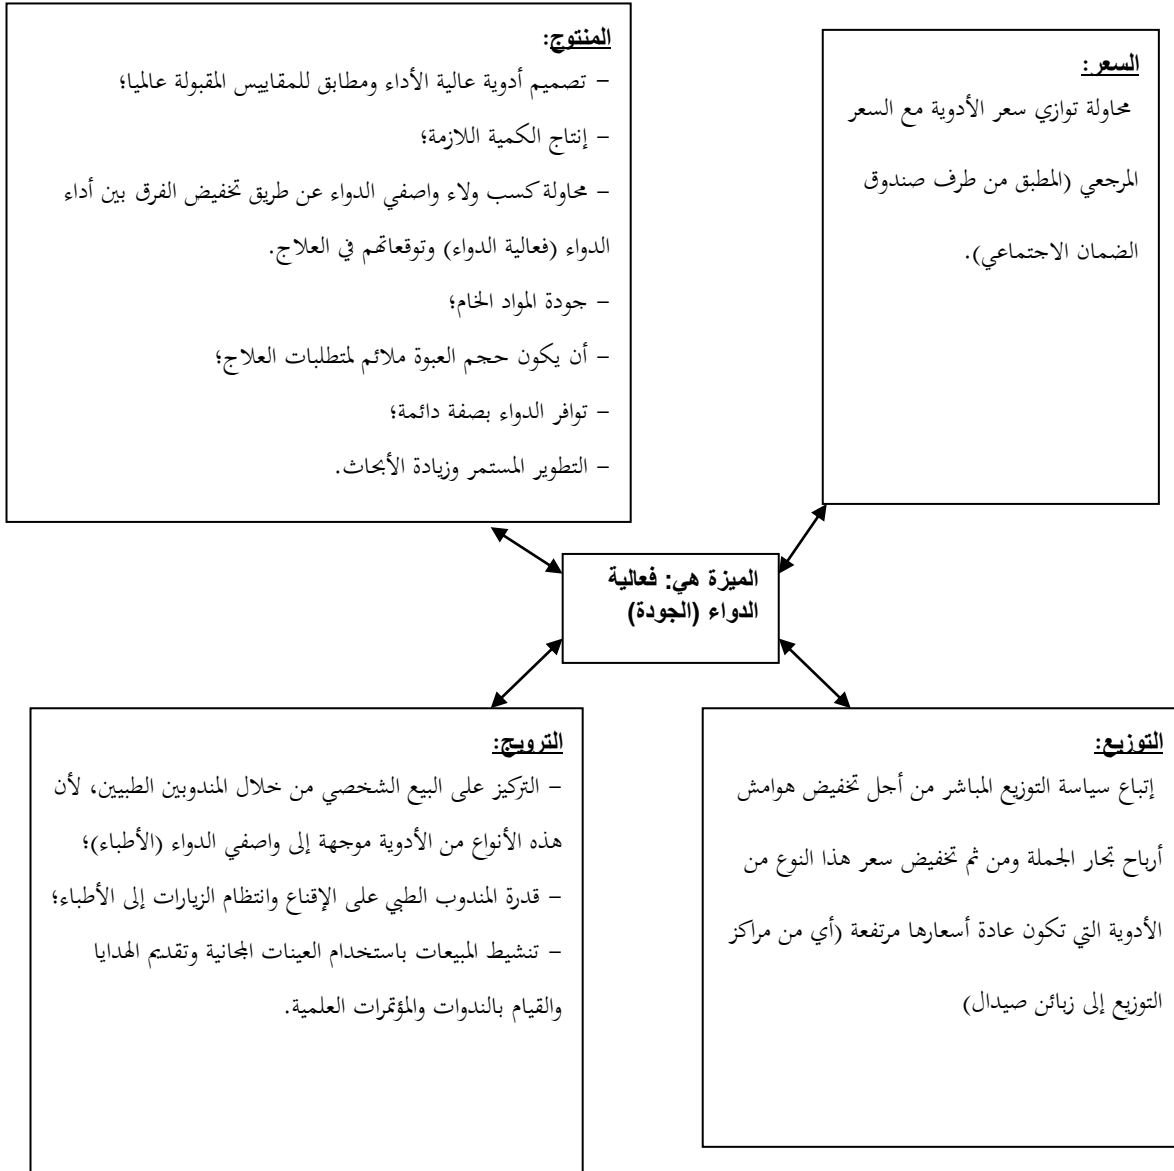 السعر:
محاولة توازي سعر الأدوية مع السعر
المرجعي (المطبق من طرف صندوق
الضمان الاجتماعي).
المنتوج:
– تصميم أدوية عالية الأداء ومطابق للمقاييس المقبولة عالميا؛
– إنتاج الكمية اللازمة؛
– محاولة كسب ولاء واصفي الدواء عن طريق تخفيض الفرق بين أداء
الدواء (فعالية الدواء) وتوقعاتهم في العلاج.
– جودة المواد الخام؛
– أن يكون حجم العبوة ملائم لمتطلبات العلاج؛
– توافر الدواء بصفة دائمة؛
– التطوير المستمر وزيادة الأبحاث.
الميزة هي: فعالية
الدواء (الجودة)
التوزيع:
إتباع سياسة التوزيع المباشر من أجل تخفيض هوامش
أرباح تجار الجملة ومن ثم تخفيض سعر هذا النوع من
الأدوية التي تكون عادة أسعارها مرتفعة (أي من مراكز
التوزيع إلى زبائن صيدال)
الترويج:
– التركيز على البيع الشخصي من خلال المندوبين الطبيين، لأن
هذه الأنواع من الأدوية موجهة إلى واصفي الدواء (الأطباء)؛
– قدرة المندوب الطبي على الإقناع وانتظام الزيارات إلى الأطباء؛
– تنشيط المبيعات باستخدام العينات المجانية وتقديم الهدايا
والقيام بالندوات والمؤتمرات العلمية.